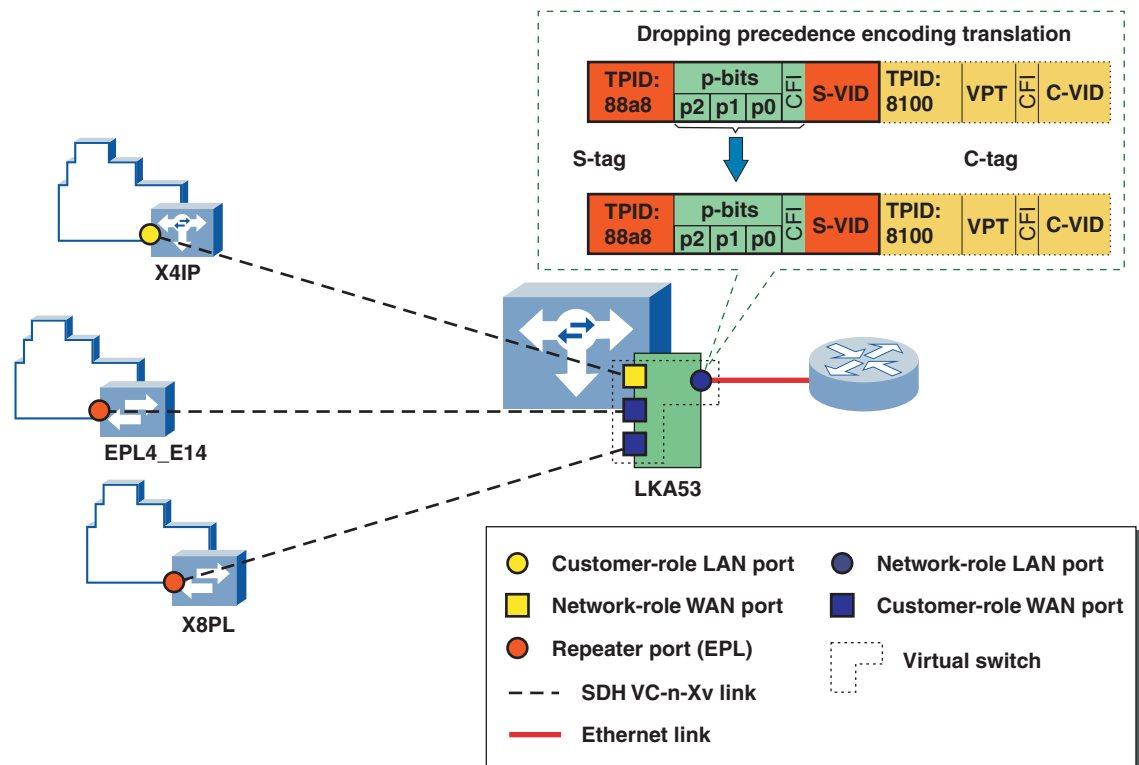 Dropping precedence encoding translation
TPID: 88a8
p-bits
p2 p1 p0
CFI
S-VID
TPID: 8100
VPT
CFI
C-VID
S-tag
C-tag
TPID: 88a8
p-bits
p2 p1 p0
CFI
S-VID
TPID: 8100
VPT
CFI
C-VID
X4IP
EPL4_E14
X8PL
LKA53
Customer-role LAN port
Network-role WAN port
Repeater port (EPL)
SDH VC-n-Xv link
Ethernet link
Network-role LAN port
Customer-role WAN port
Virtual switch